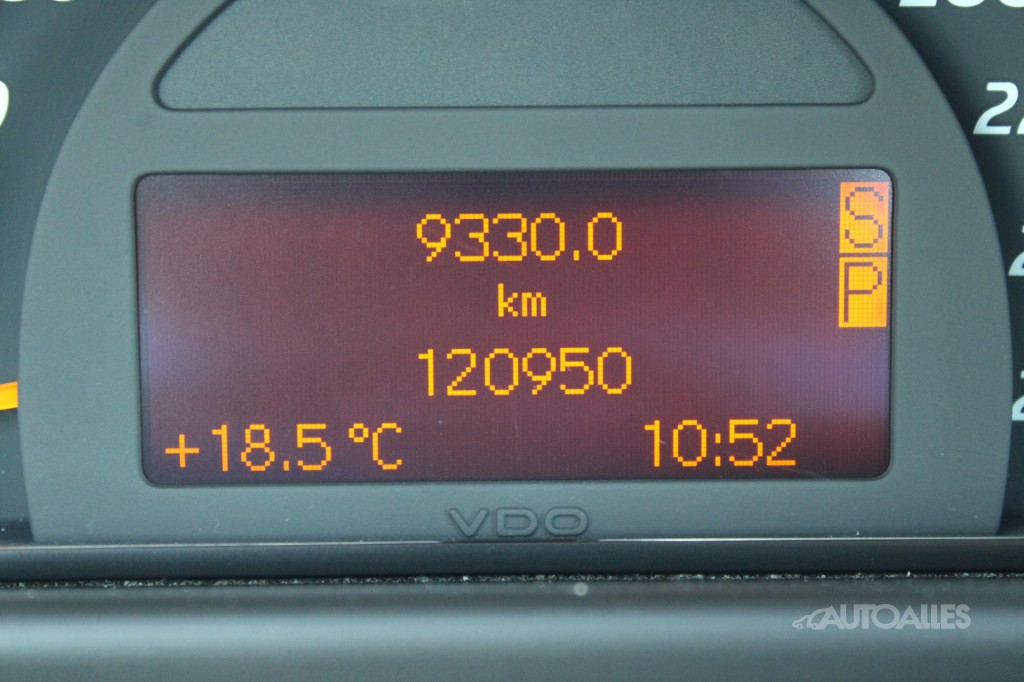 9330.0
S
km
P
120950
+18.5 °C 10:52
VDO
AUTOALLES